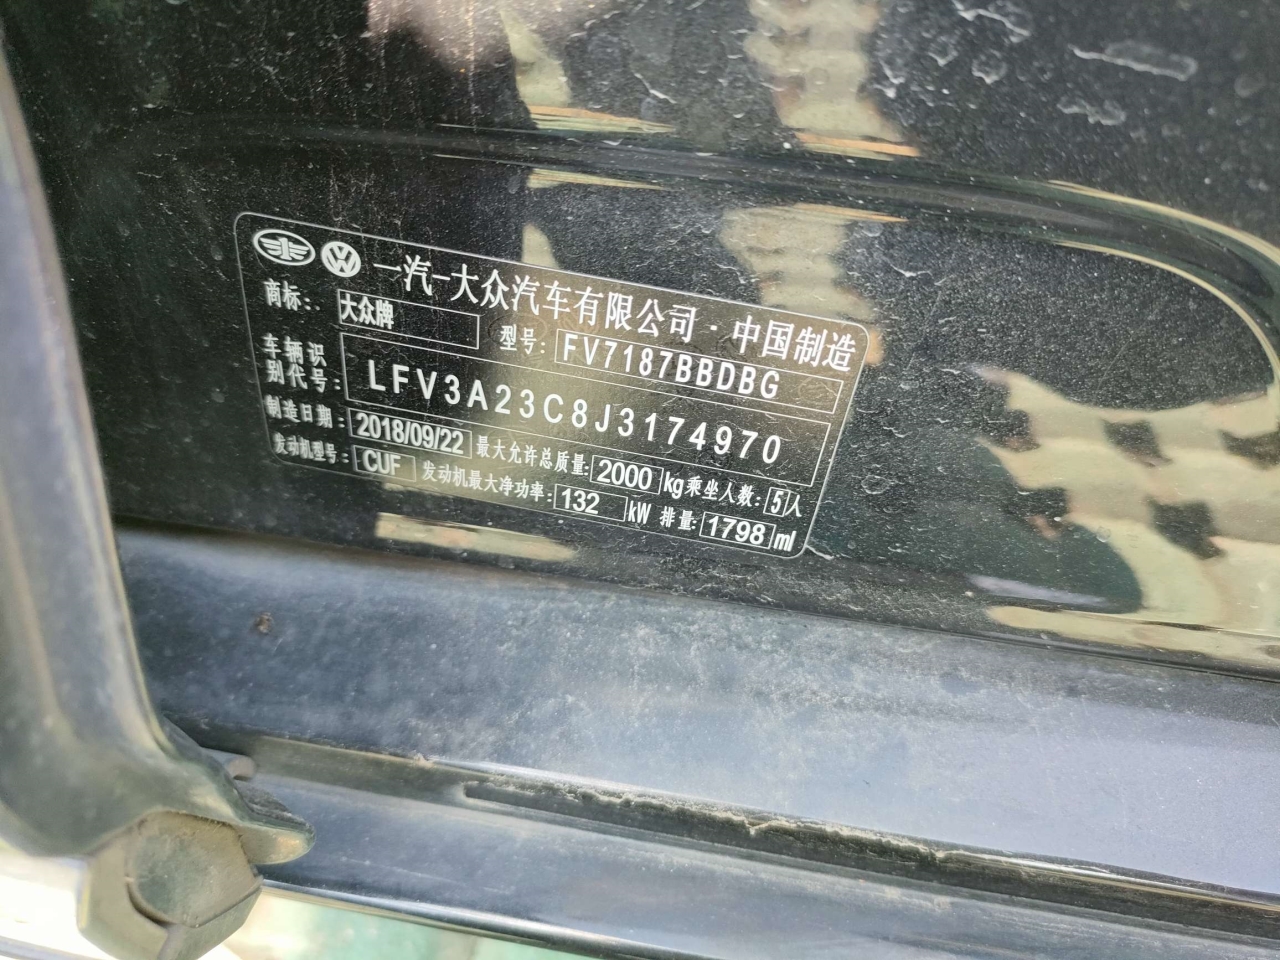 一汽-大众汽车有限公司·中国制造
商标: 大众牌 型号: FV7187BBDBG
车辆识别代号: LFV3A23C8J3174970
制造日期: 2018/09/22 最大允许总质量: 2000 kg 乘坐人数: 5 人
发动机型号: CUF 发动机最大净功率: 132 kW 排量: 1798 ml